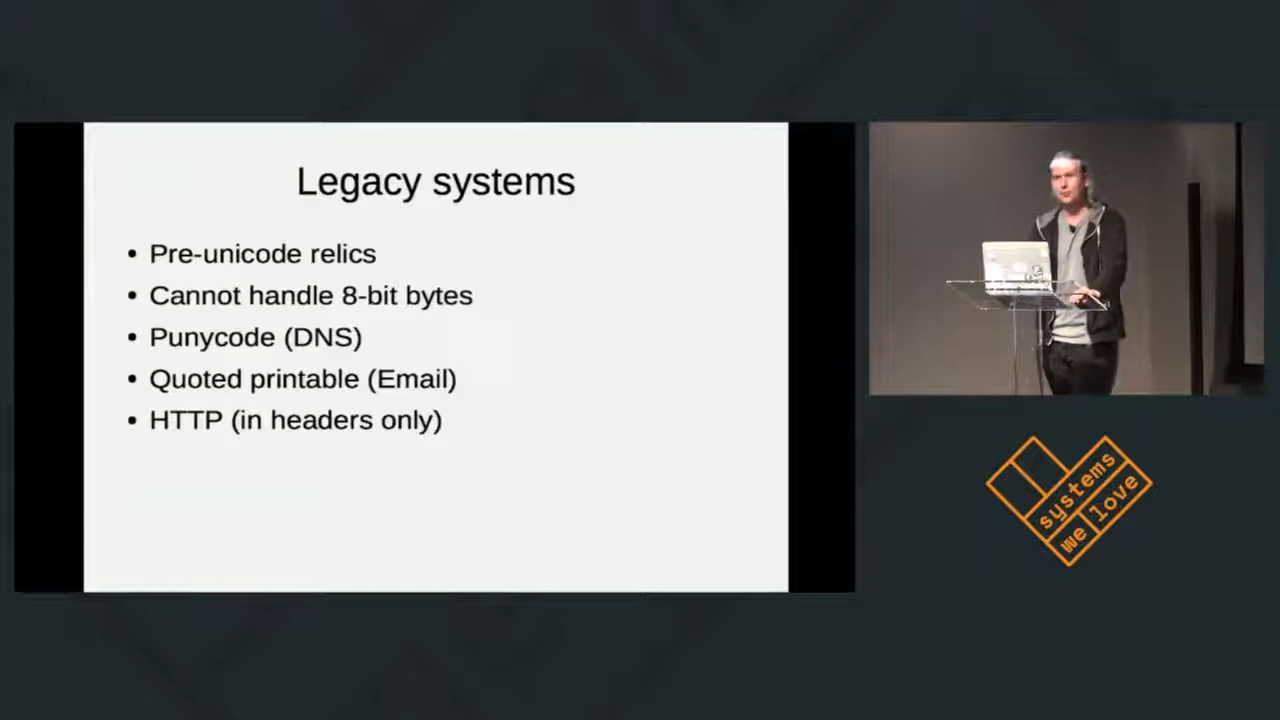 Legacy systems
• Pre-unicode relics
• Cannot handle 8-bit bytes
• Punycode (DNS)
• Quoted printable (Email)
• HTTP (in headers only)
systems
we love